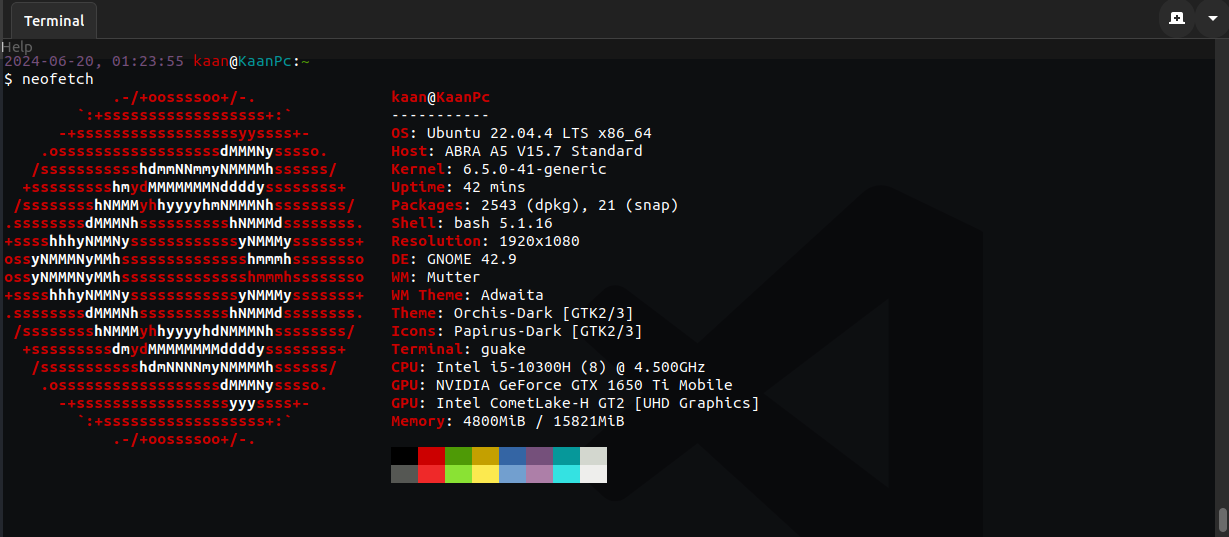 Terminal
Help
2024-06-20, 01:23:55 kaan@KaanPc:~
$ neofetch
            .-/+oossssoo+/-.               kaan@KaanPc
        `:+ssssssssssssssssss+:`           -----------
      -+ssssssssssssssssssyyssss+-         OS: Ubuntu 22.04.4 LTS x86_64
    .ossssssssssssssssssdMMMNysssso.       Host: ABRA A5 V15.7 Standard
   /ssssssssssshdmmNNmmyNMMMMhssssss/      Kernel: 6.5.0-41-generic
  +ssssssssshmydMMMMMMMNddddyssssssss+     Uptime: 42 mins
 /sssssssshNMMMyhhyyyyhmNMMMNhssssssss/    Packages: 2543 (dpkg), 21 (snap)
.ssssssssdMMMNhsssssssssshNMMMdssssssss.   Shell: bash 5.1.16
+sssshhhyNMMNyssssssssssssyNMMMysssssss+   Resolution: 1920x1080
ossyNMMMNyMMhsssssssssssssshmmmhssssssso   DE: GNOME 42.9
ossyNMMMNyMMhsssssssssssssshmmmhssssssso   WM: Mutter
+sssshhhyNMMNyssssssssssssyNMMMysssssss+   WM Theme: Adwaita
.ssssssssdMMMNhsssssssssshNMMMdssssssss.   Theme: Orchis-Dark [GTK2/3]
 /sssssssshNMMMyhhyyyyhdNMMMNhssssssss/    Icons: Papirus-Dark [GTK2/3]
  +sssssssssdmydMMMMMMMMddddyssssssss+     Terminal: guake
   /ssssssssssshdmNNNNmyNMMMMhssssss/      CPU: Intel i5-10300H (8) @ 4.500GHz
    .ossssssssssssssssssdMMMNysssso.       GPU: NVIDIA GeForce GTX 1650 Ti Mobile
      -+sssssssssssssssssyyyssss+-         GPU: Intel CometLake-H GT2 [UHD Graphics]
        `:+ssssssssssssssssss+:`           Memory: 4800MiB / 15821MiB
            .-/+oossssoo+/-.